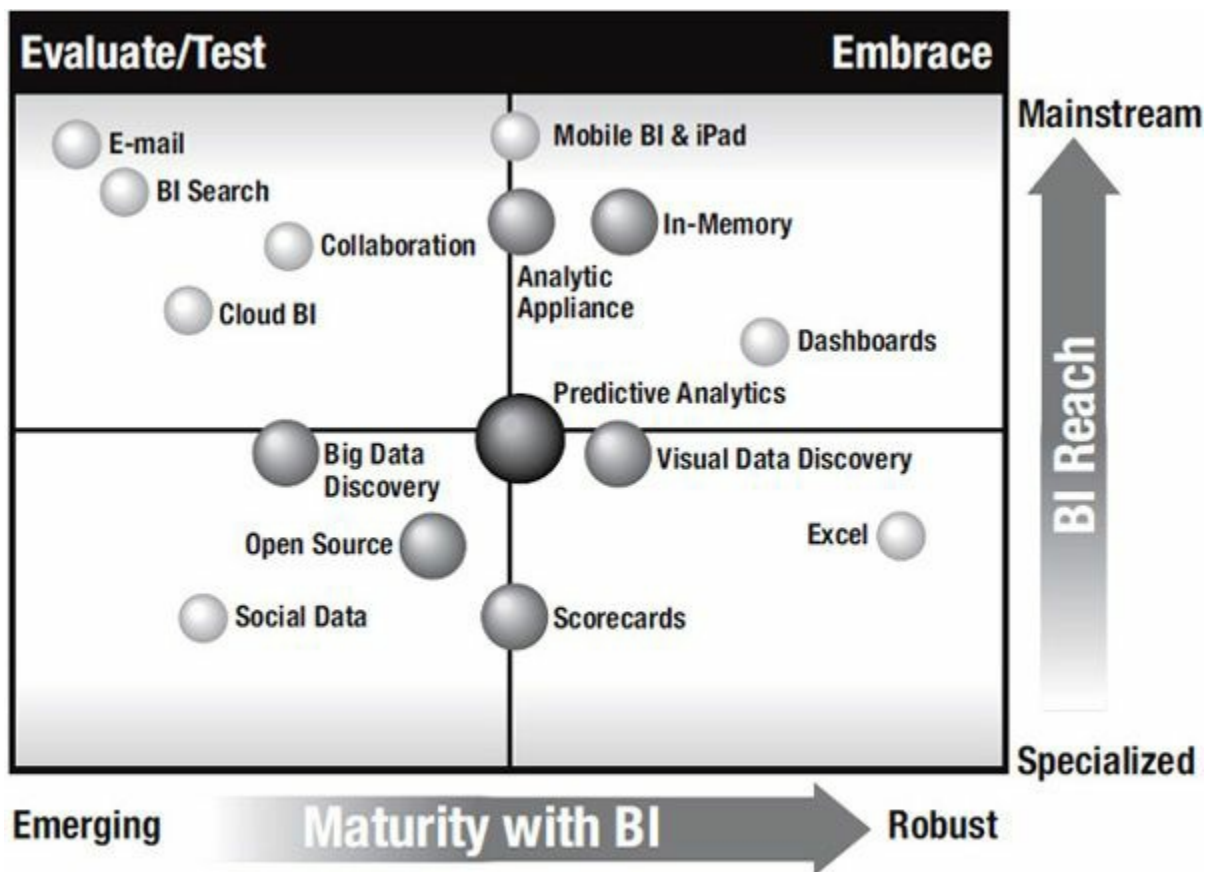 Evaluate/Test
Embrace
Mainstream
E-mail
Mobile BI & iPad
BI Search
In-Memory
Collaboration
Analytic
Appliance
Cloud BI
Dashboards
Predictive Analytics
Big Data
Discovery
Visual Data Discovery
Open Source
Excel
Social Data
Scorecards
BI Reach
Specialized
Emerging
Maturity with BI
Robust